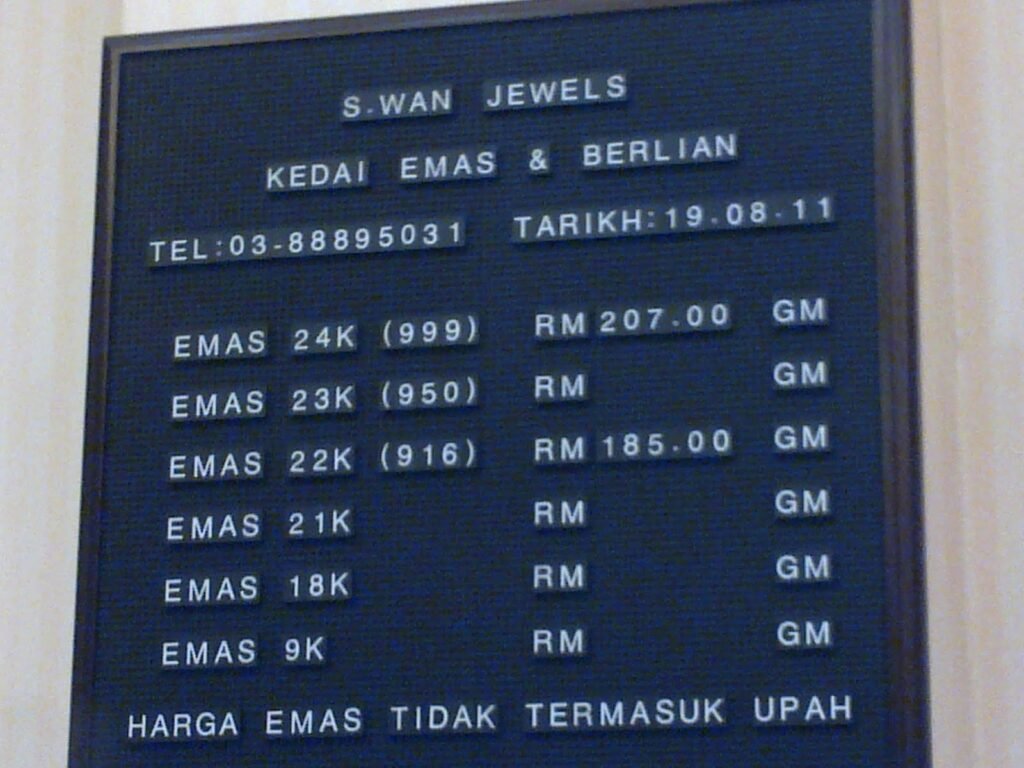 S.WAN JEWELS
KEDAI EMAS & BERLIAN
TEL:03-88895031 TARIKH:19.08.11
EMAS 24K (999) RM 207.00 GM
EMAS 23K (950) RM GM
EMAS 22K (916) RM 185.00 GM
EMAS 21K RM GM
EMAS 18K RM GM
EMAS 9K RM GM
HARGA EMAS TIDAK TERMASUK UPAH